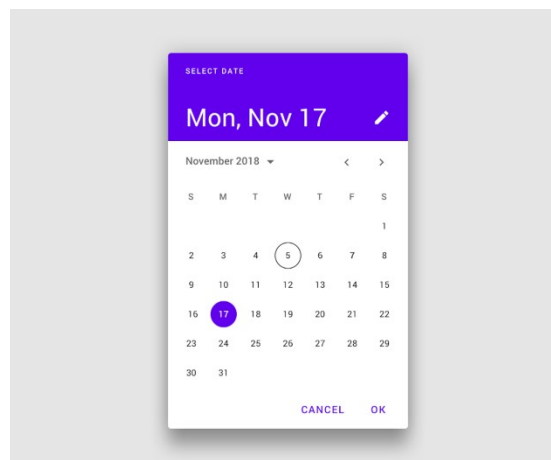 SELECT DATE
Mon, Nov 17
November 2018
S M T W T F S
1
2 3 4 5 6 7 8
9 10 11 12 13 14 15
16 17 18 19 20 21 22
23 24 25 26 27 28 29
30 31
CANCEL OK